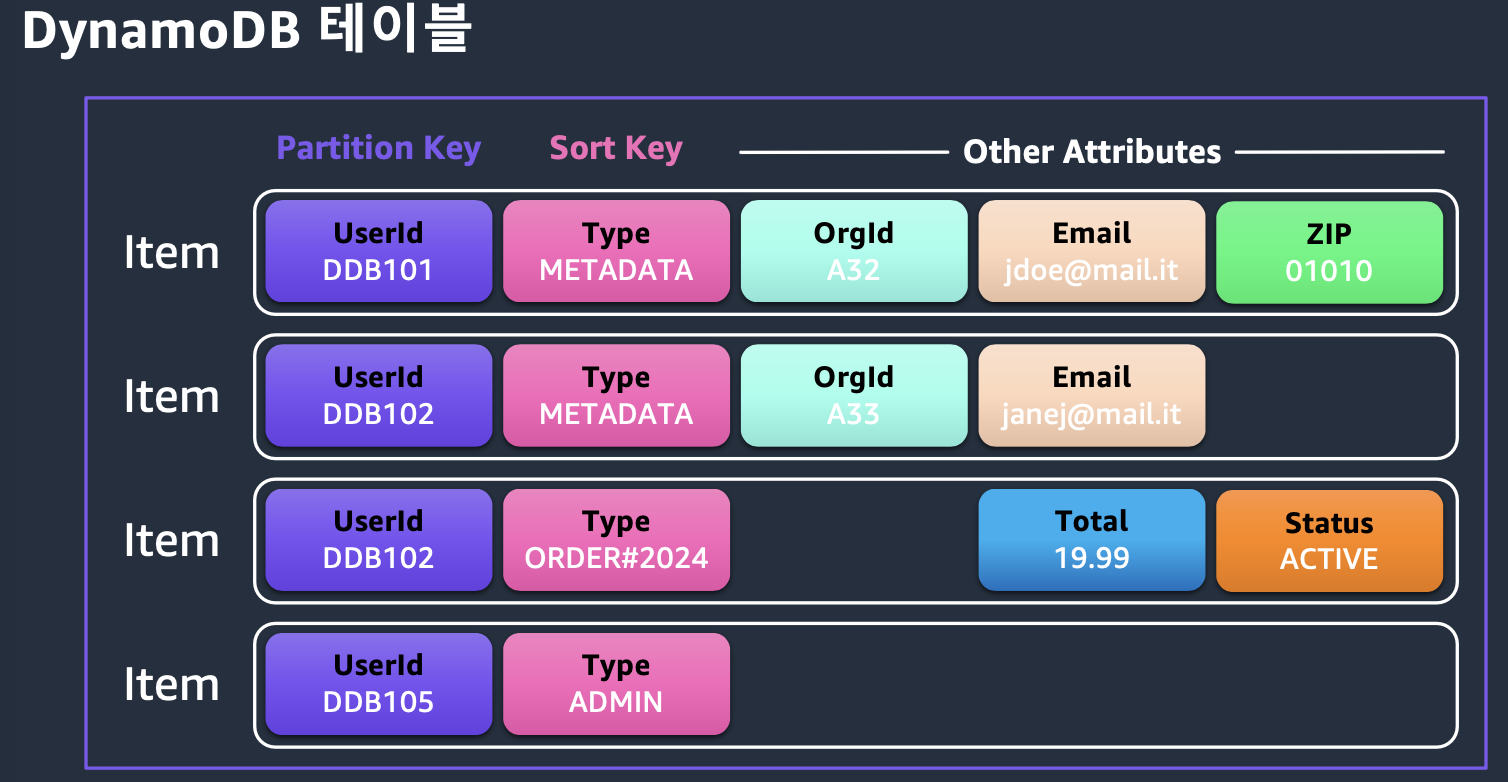 DynamoDB 테이블
Partition Key Sort Key Other Attributes
Item
UserId
DDB101
Type
METADATA
OrgId
A32
Email
jdoe@mail.it
ZIP
01010
Item
UserId
DDB102
Type
METADATA
OrgId
A33
Email
janej@mail.it
Item
UserId
DDB102
Type
ORDER#2024
Total
19.99
Status
ACTIVE
Item
UserId
DDB105
Type
ADMIN